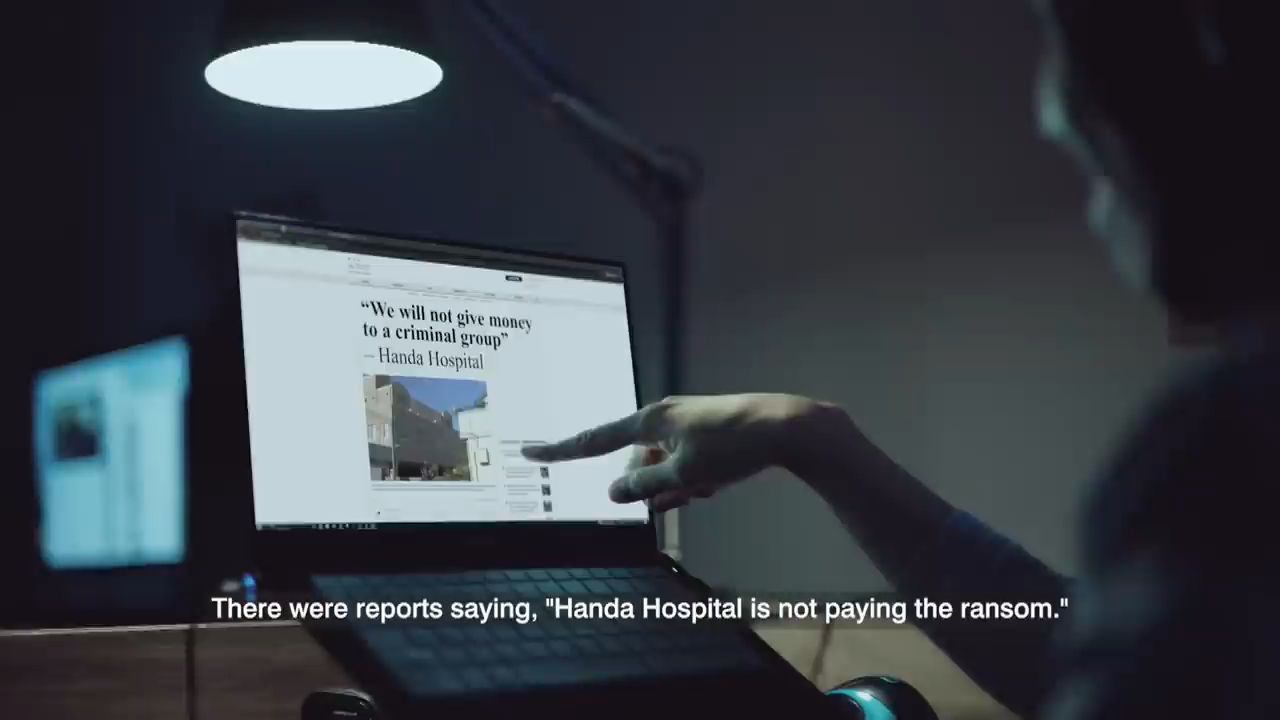 “We will not give money
to a criminal group”
– Handa Hospital
There were reports saying, "Handa Hospital is not paying the ransom."